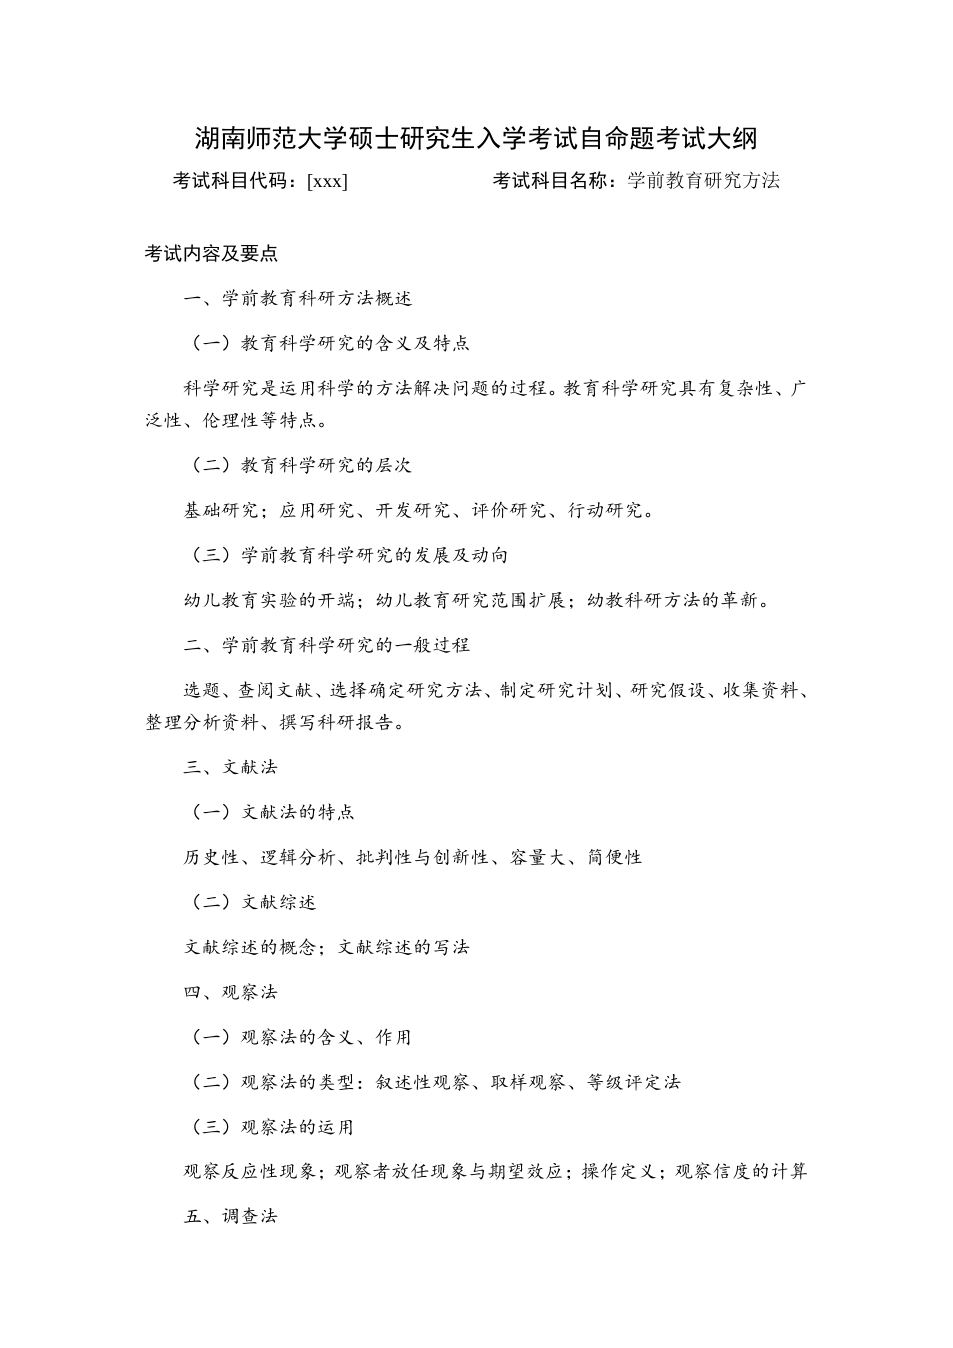 湖南师范大学硕士研究生入学考试自命题考试大纲
考试科目代码：[xxx] 考试科目名称：学前教育研究方法
考试内容及要点
一、学前教育科研方法概述
（一）教育科学研究的含义及特点
科学研究是运用科学的方法解决问题的过程。教育科学研究具有复杂性、广
泛性、伦理性等特点。
（二）教育科学研究的层次
基础研究；应用研究、开发研究、评价研究、行动研究。
（三）学前教育科学研究的发展及动向
幼儿教育实验的开端；幼儿教育研究范围扩展；幼教科研方法的革新。
二、学前教育科学研究的一般过程
选题、查阅文献、选择确定研究方法、制定研究计划、研究假设、收集资料、
整理分析资料、撰写科研报告。
三、文献法
（一）文献法的特点
历史性、逻辑分析、批判性与创新性、容量大、简便性
（二）文献综述
文献综述的概念；文献综述的写法
四、观察法
（一）观察法的含义、作用
（二）观察法的类型：叙述性观察、取样观察、等级评定法
（三）观察法的运用
观察反应性现象；观察者放任现象与期望效应；操作定义；观察信度的计算
五、调查法